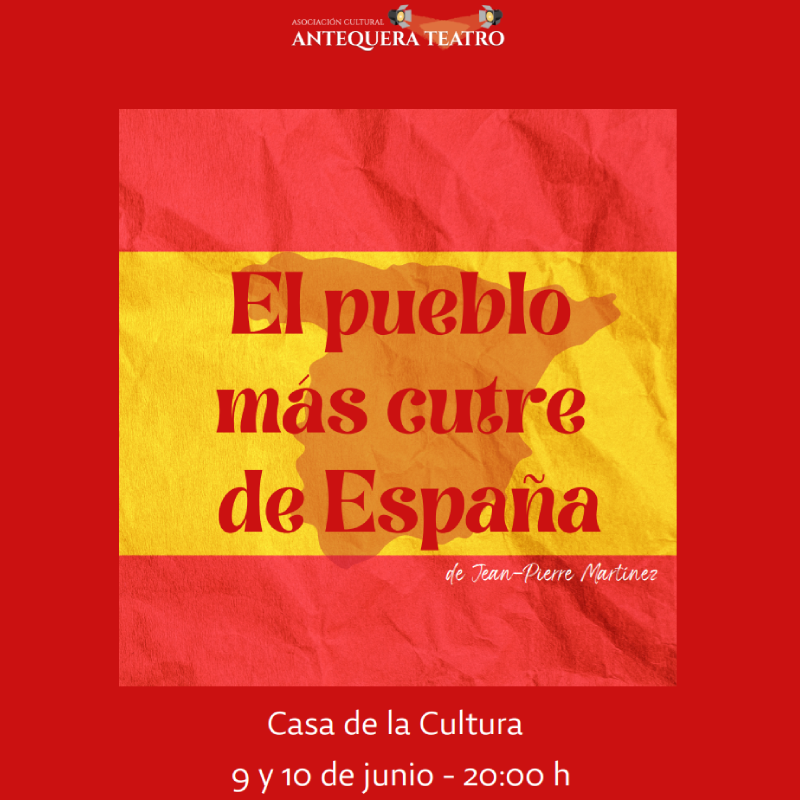 ASOCIACIÓN CULTURAL
ANTEQUERA TEATRO
El pueblo
más cutre
de España
de Jean-Pierre Martinez
Casa de la Cultura
9 y 10 de junio - 20:00 h